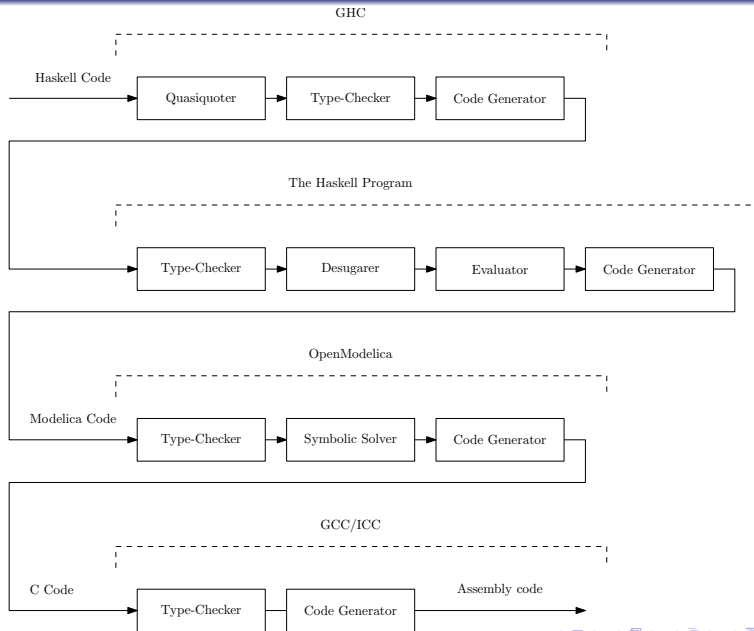 GHC
Haskell Code
Quasiquoter
Type-Checker
Code Generator
The Haskell Program
Type-Checker
Desugarer
Evaluator
Code Generator
OpenModelica
Modelica Code
Type-Checker
Symbolic Solver
Code Generator
GCC/ICC
C Code
Type-Checker
Code Generator
Assembly code